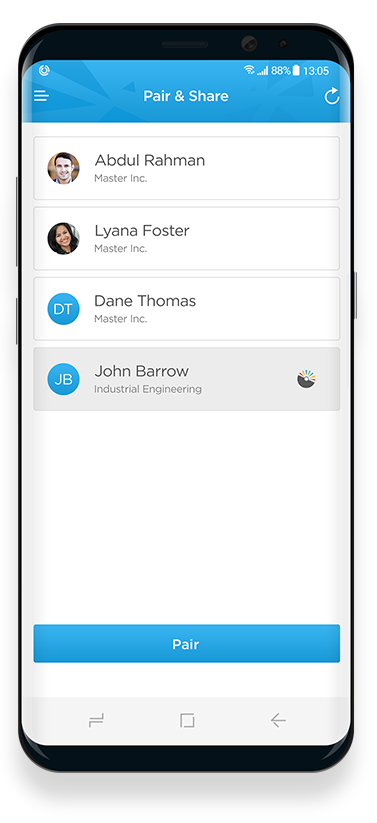 88% 13:05
Pair & Share
Abdul Rahman
Master Inc.
Lyana Foster
Master Inc.
DT
Dane Thomas
Master Inc.
JB
John Barrow
Industrial Engineering
Pair